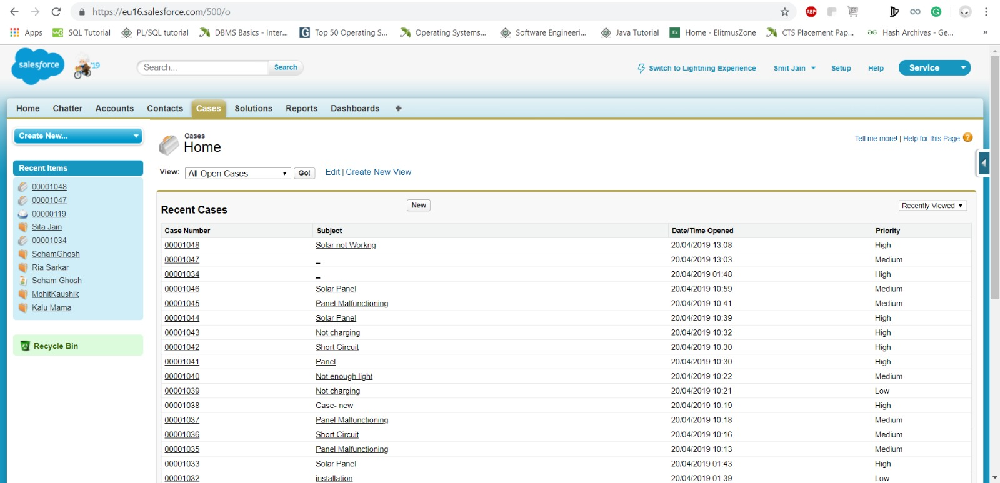 https://eu16.salesforce.com/500/o
ABP
Apps SQL Tutorial PL/SQL tutorial DBMS Basics - Inter... G Top 50 Operating S... Operating Systems... Software Engineeri... Java Tutorial Ez Home - ElitmusZone CTS Placement Pap... Hash Archives - Ge... »
salesforce '19 Search... Search Switch to Lightning Experience Smit Jain Setup Help Service
Home Chatter Accounts Contacts Cases Solutions Reports Dashboards +
Create New...
Recent Items
00001048
00001047
00000119
Sita Jain
00001034
SohamGhosh
Ria Sarkar
Soham Ghosh
MohitKaushik
Kalu Mama
Recycle Bin
Cases
Home
Tell me more! | Help for this Page ?
View: All Open Cases Go! Edit | Create New View
Recent Cases New Recently Viewed
Case Number Subject Date/Time Opened Priority
00001048 Solar not Workng 20/04/2019 13:08 High
00001047 _ 20/04/2019 13:03 Medium
00001034 _ 20/04/2019 01:48 High
00001046 Solar Panel 20/04/2019 10:59 Medium
00001045 Panel Malfunctioning 20/04/2019 10:41 Medium
00001044 Solar Panel 20/04/2019 10:39 High
00001043 Not charging 20/04/2019 10:32 High
00001042 Short Circuit 20/04/2019 10:30 High
00001041 Panel 20/04/2019 10:30 High
00001040 Not enough light 20/04/2019 10:22 Medium
00001039 Not charging 20/04/2019 10:21 Low
00001038 Case- new 20/04/2019 10:19 High
00001037 Panel Malfunctioning 20/04/2019 10:18 Medium
00001036 Short Circuit 20/04/2019 10:16 Medium
00001035 Panel Malfunctioning 20/04/2019 10:13 Medium
00001033 Solar Panel 20/04/2019 01:43 High
00001032 installation 20/04/2019 01:39 Low